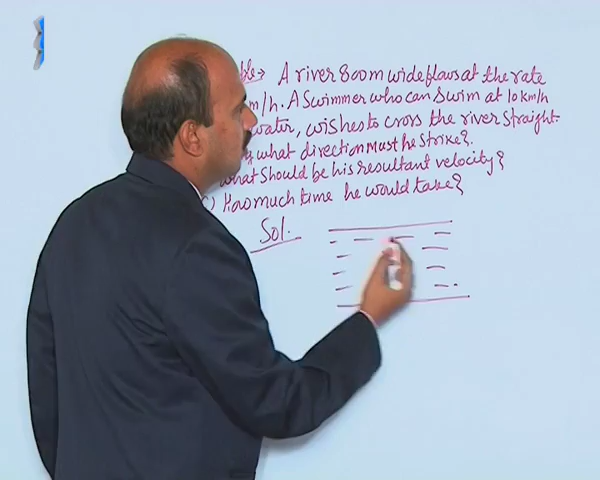 ble→ A river 800m wide flows at the rate
m/h. A Swimmer who can Swim at 10 km/h
water, wishes to cross the river straight.
what direction must he strike?
what should be his resultant velocity?
c) How much time he would take?
Sol.